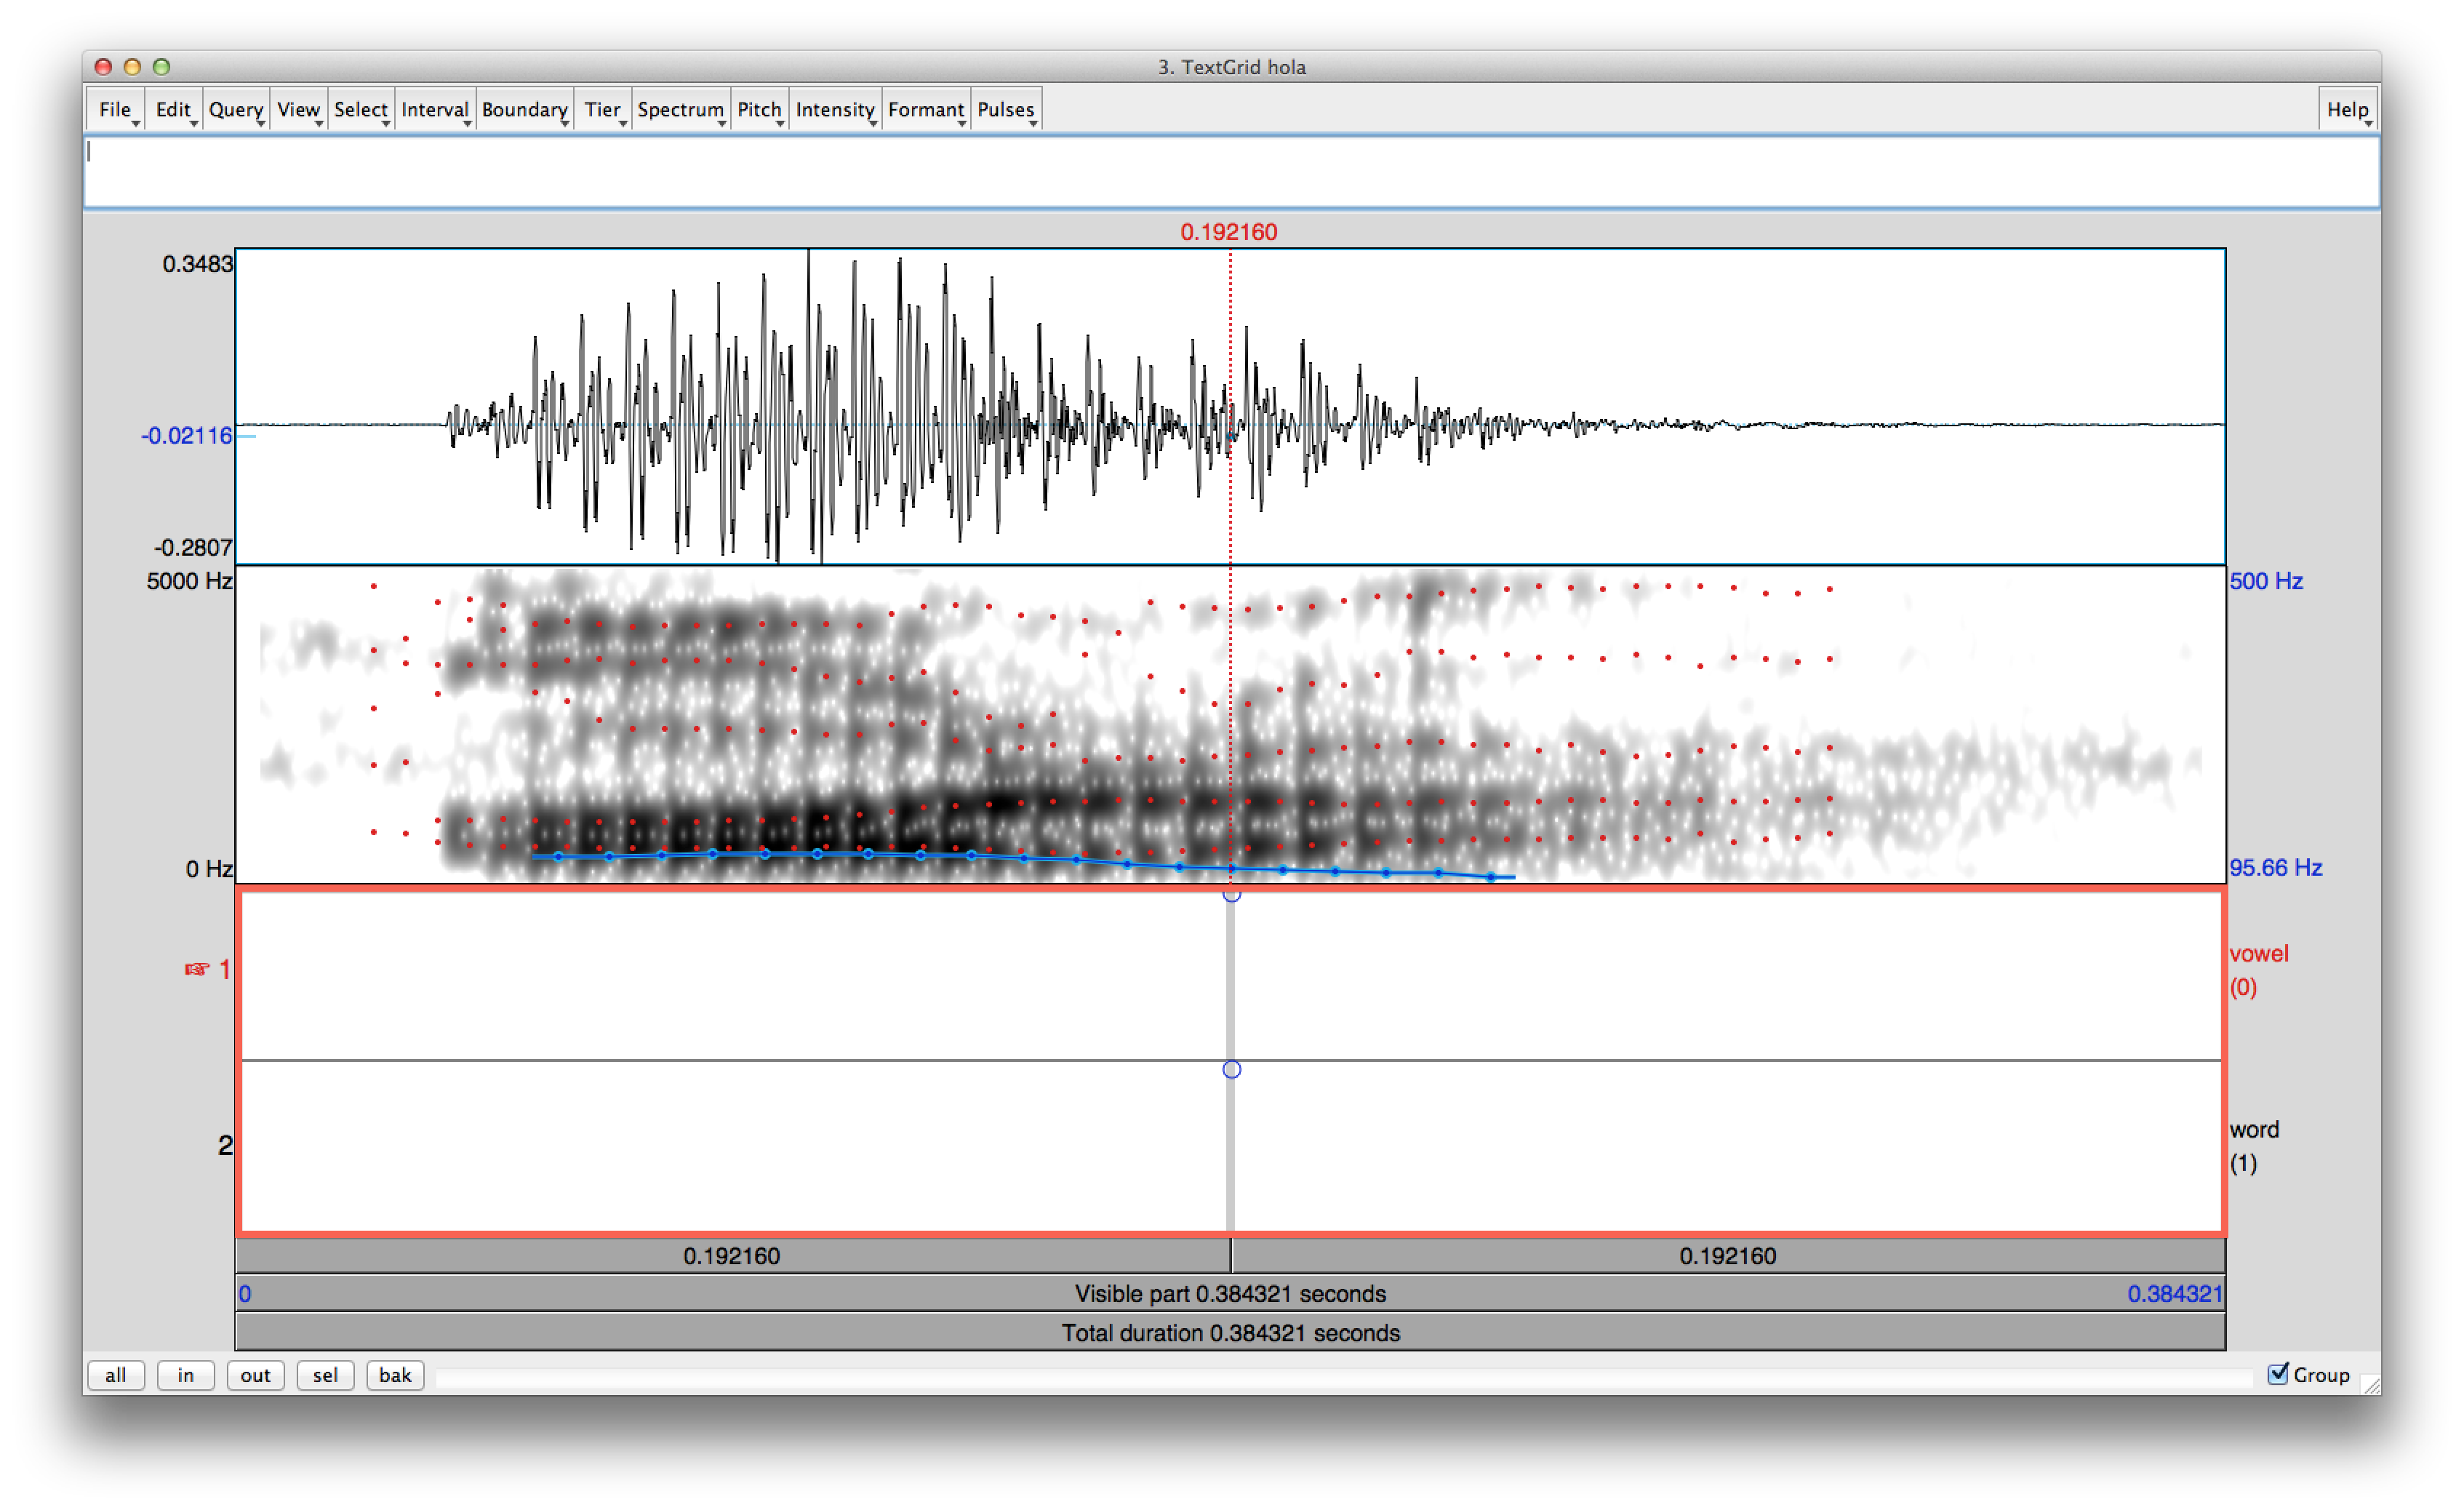 3. TextGrid hola
File Edit Query View Select Interval Boundary Tier Spectrum Pitch Intensity Formant Pulses Help
0.192160
0.3483
-0.02116
-0.2807
5000 Hz 500 Hz
0 Hz 95.66 Hz
☞ 1 vowel
(0)
2 word
(1)
0.192160 0.192160
0 Visible part 0.384321 seconds 0.384321
Total duration 0.384321 seconds
all in out sel bak Group